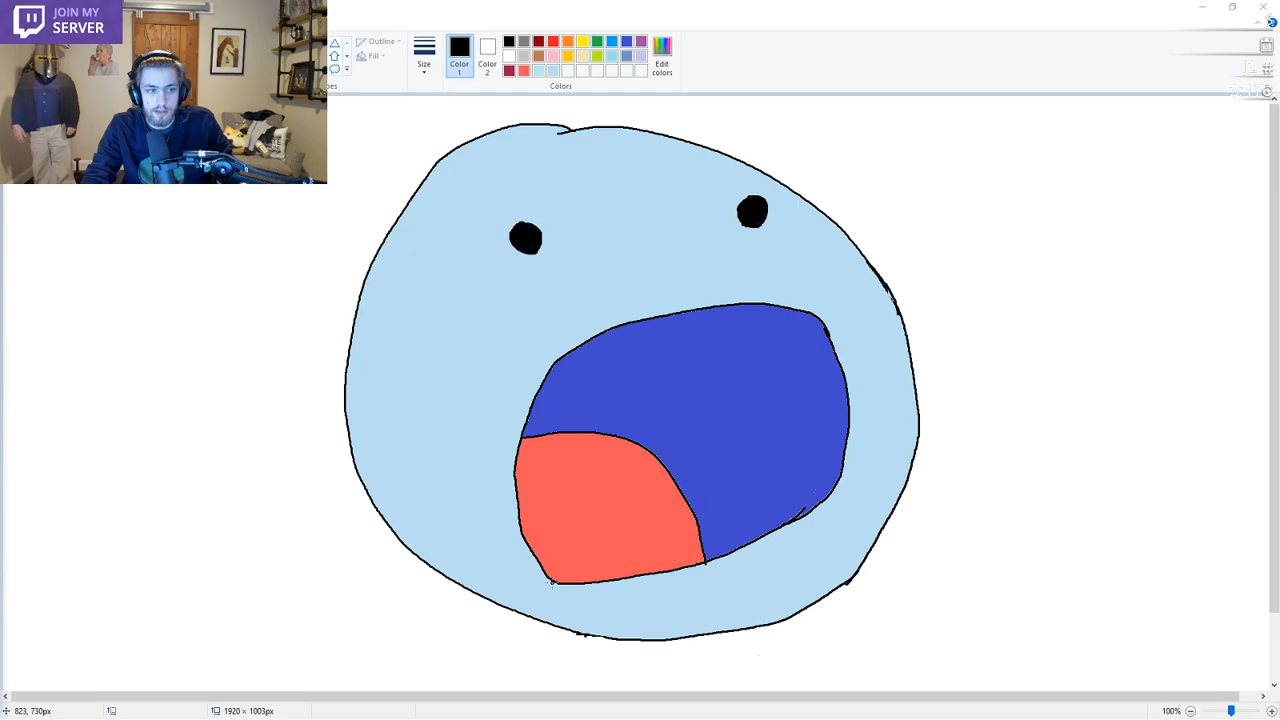 JOIN MY
SERVER
Outline
Fill
Size
Color
1
Color
2
Edit
colors
Colors
823, 730px
1920 × 1003px
100%